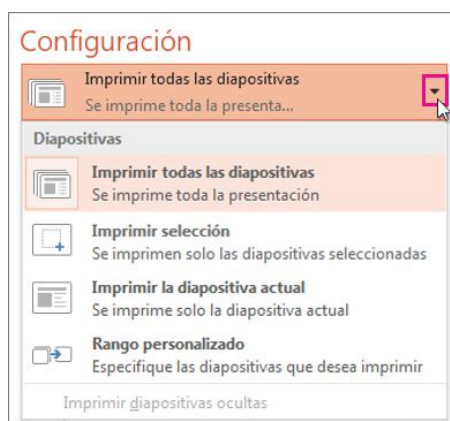 Configuración
Imprimir todas las diapositivas
Se imprime toda la presenta...
Diapositivas
Imprimir todas las diapositivas
Se imprime toda la presentación
Imprimir selección
Se imprimen solo las diapositivas seleccionadas
Imprimir la diapositiva actual
Se imprime solo la diapositiva actual
Rango personalizado
Especifique las diapositivas que desea imprimir
Imprimir diapositivas ocultas